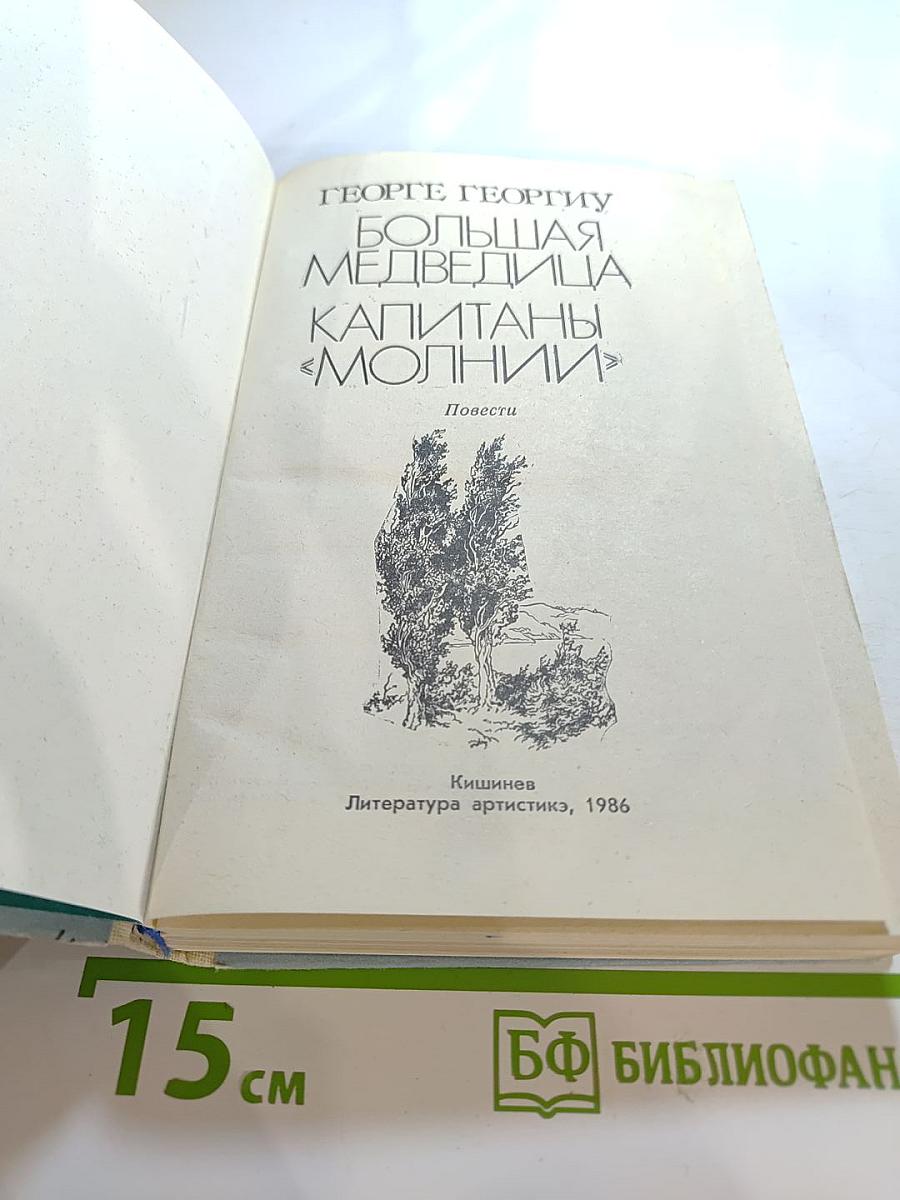 ГЕОРГЕ ГЕОРГИУ
БОЛЬШАЯ
МЕДВЕДИЦА
КАПИТАНЫ
«МОЛНИИ»
Повести
Кишинев
Литература артистикэ, 1986
15 см
БФ БИБЛИОФАН